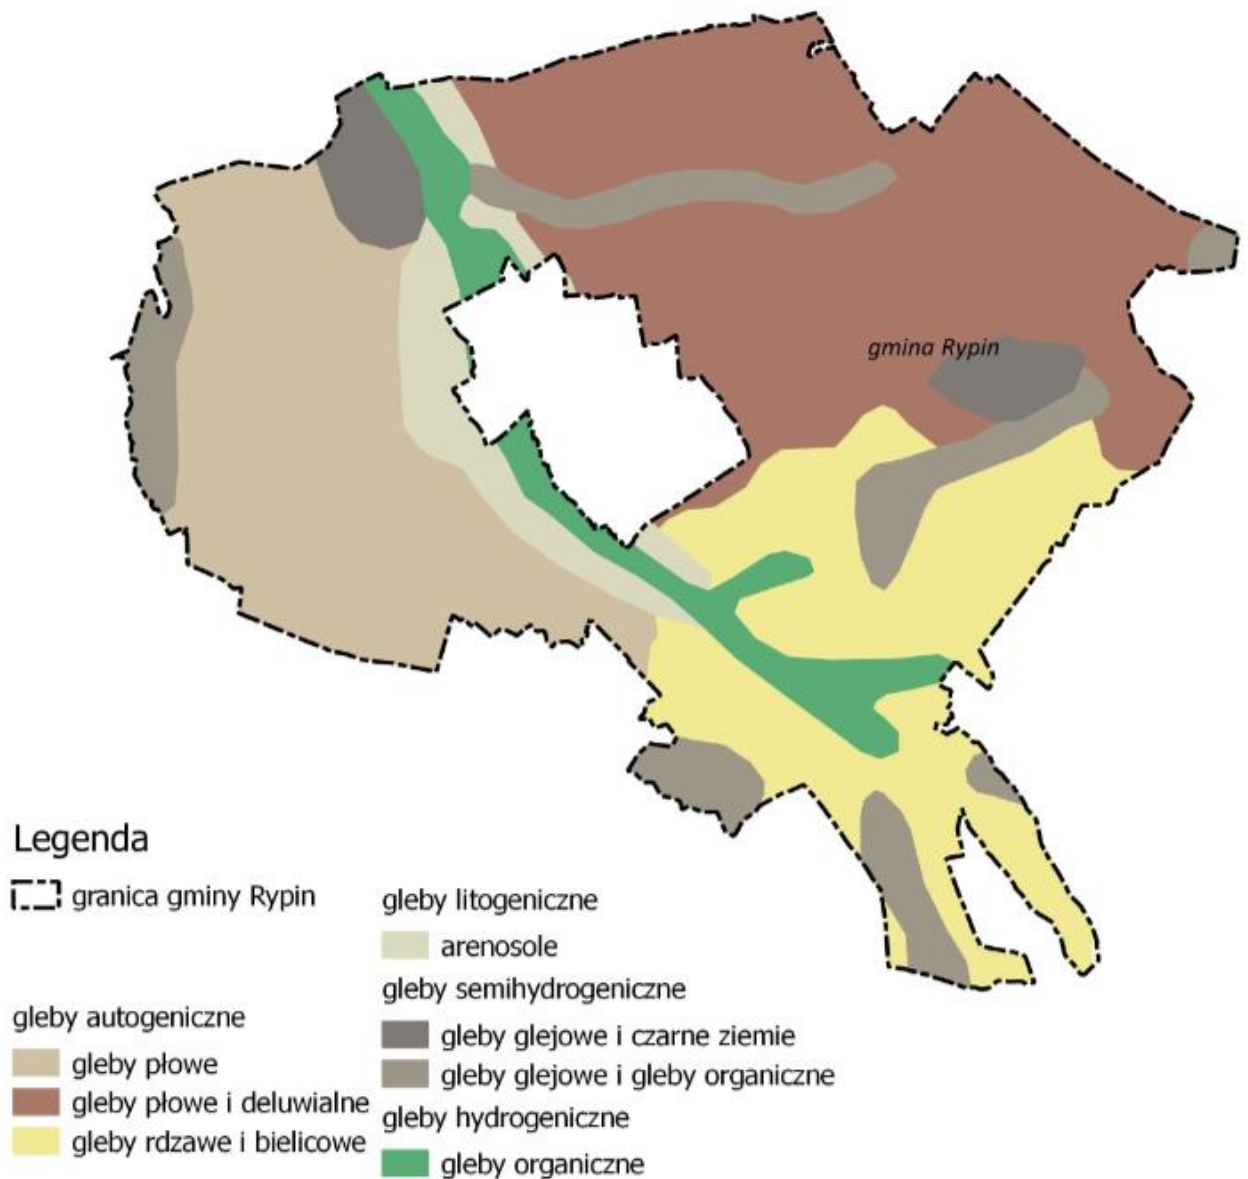 gmina Rypin
Legenda
granica gminy Rypin
gleby autogeniczne
gleby płowe
gleby płowe i deluwialne
gleby rdzawe i bielicowe
gleby litogeniczne
arenosole
gleby semihydrogeniczne
gleby glejowe i czarne ziemie
gleby glejowe i gleby organiczne
gleby hydrogeniczne
gleby organiczne